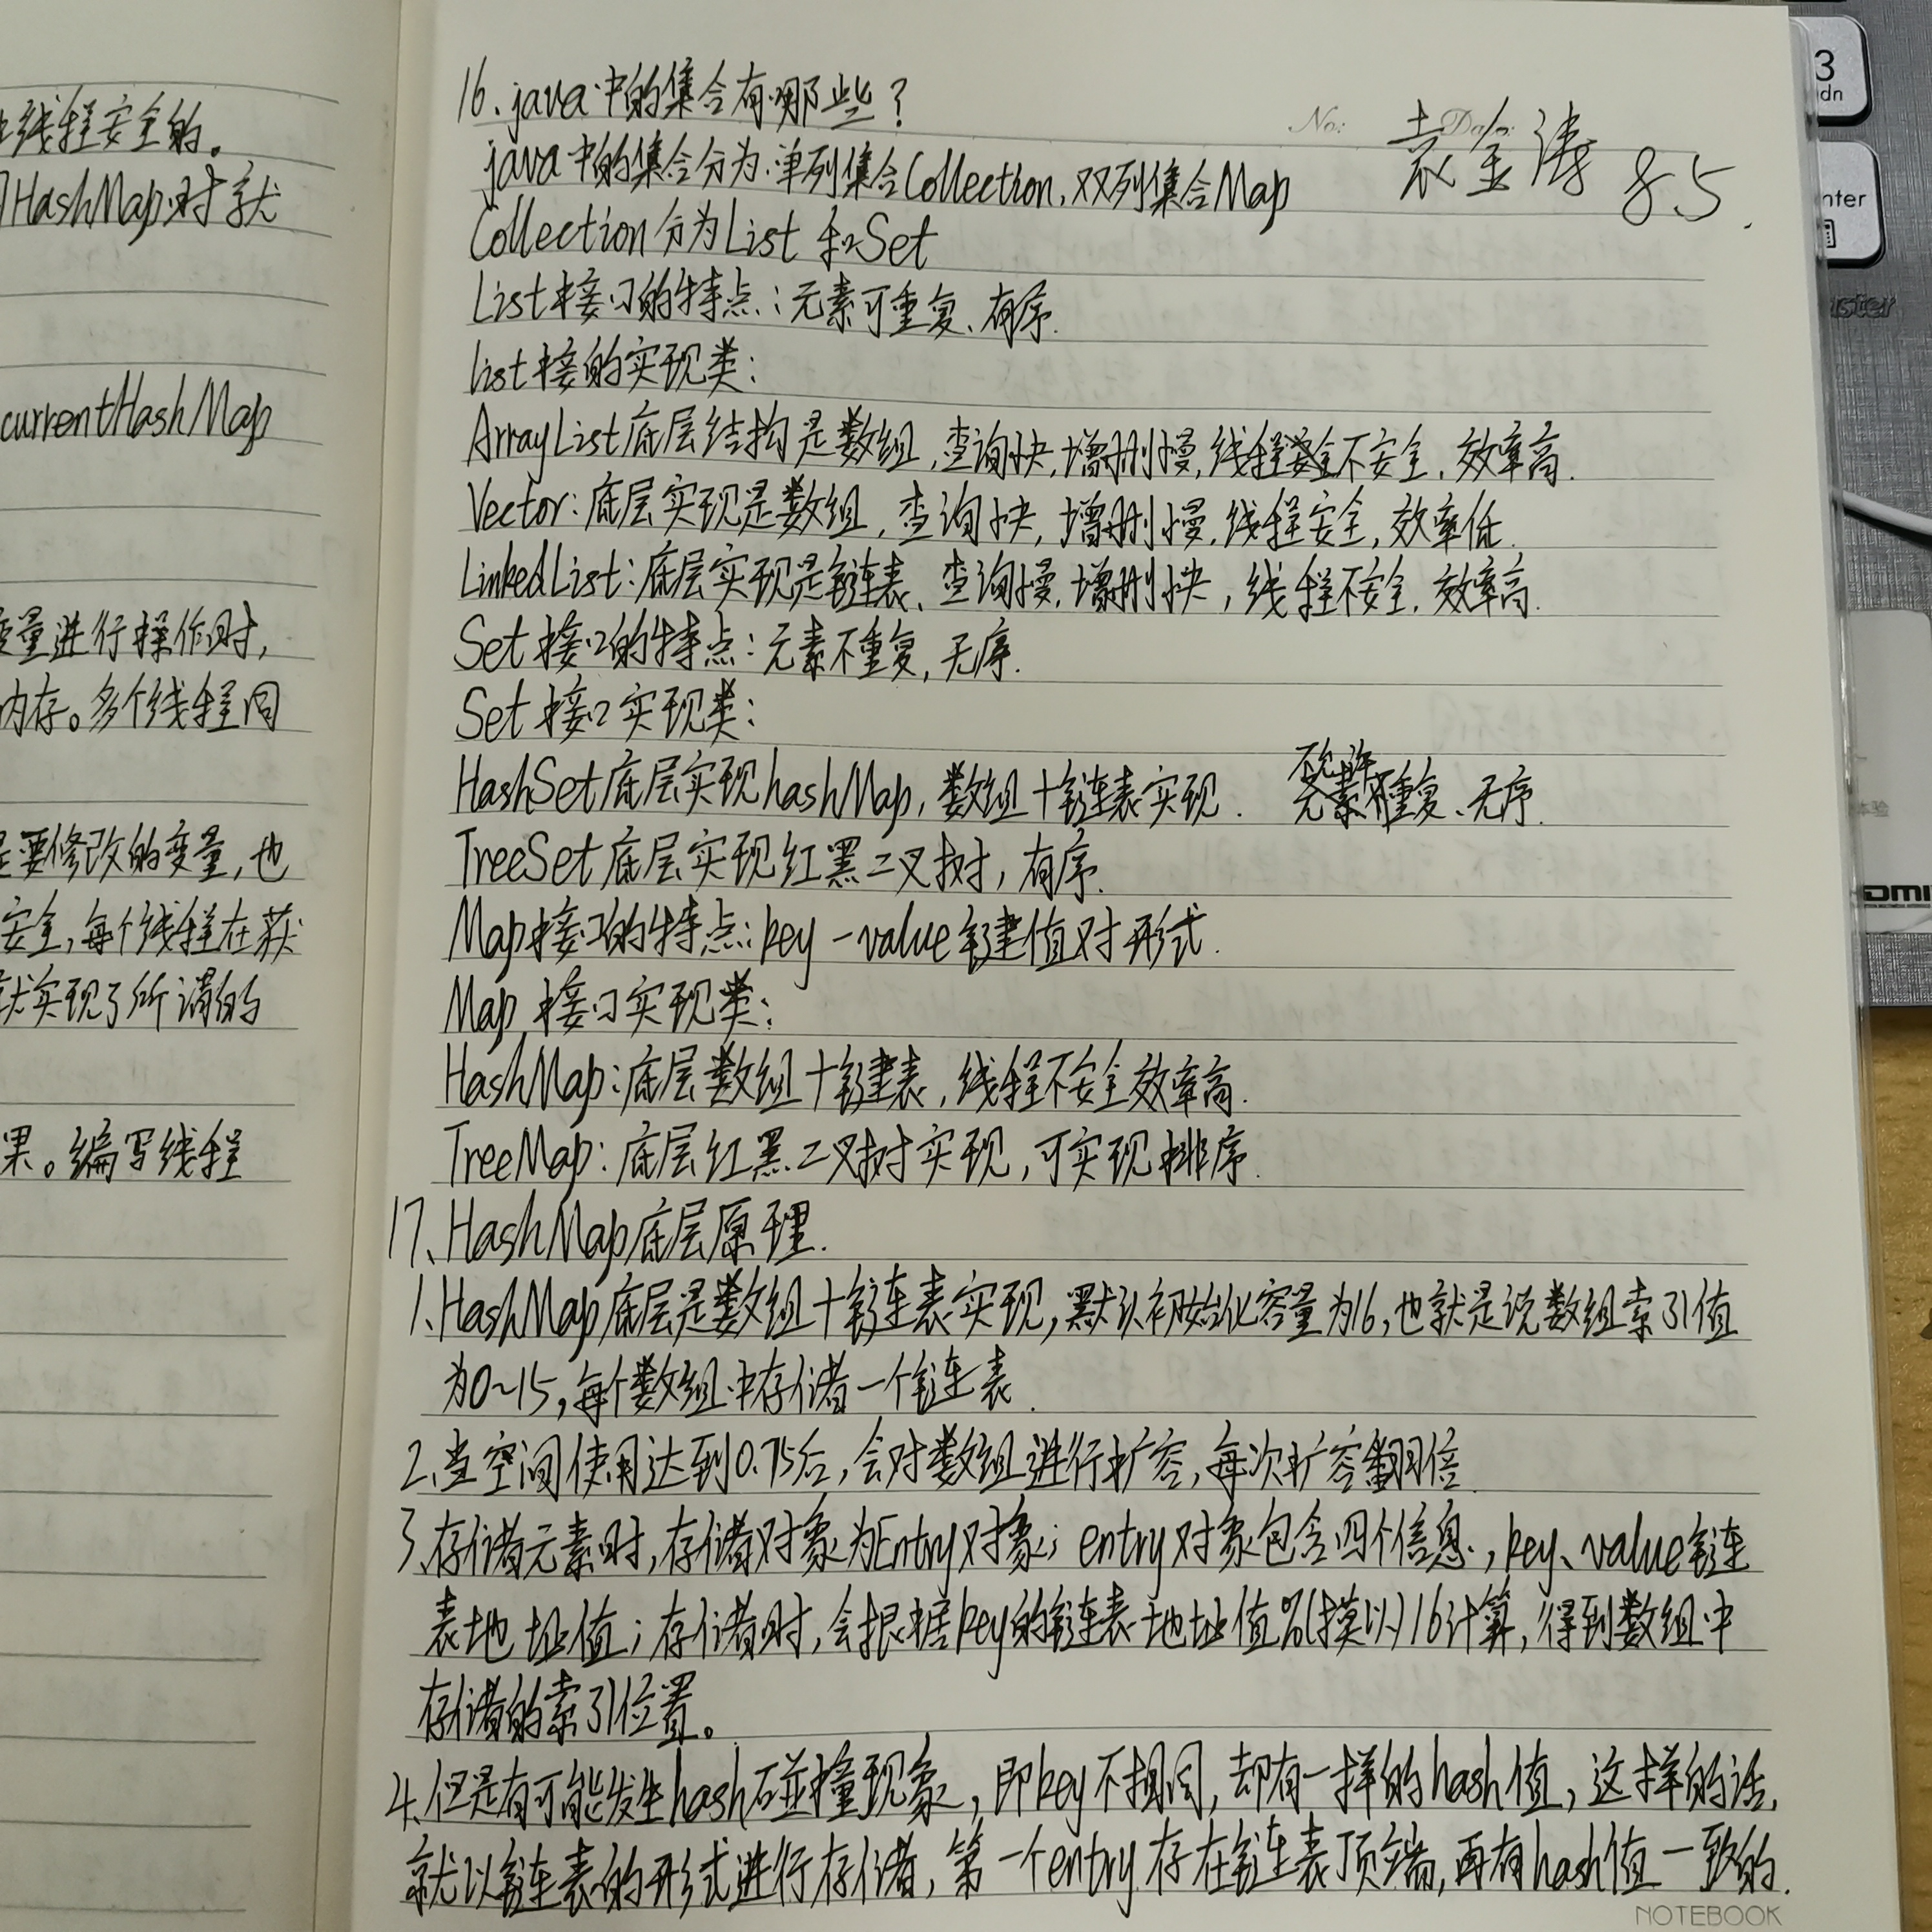 线程安全的。
HashMap对就
currentHashMap
量进行操作时,
内存。多个线程同
是要修改的变量,也
安全,每个线程在获
就实现了所谓的
果。编写线程
No: Date:
袁金涛 8.5.
16、java中的集合有哪些?
java中的集合分为:单列集合Collection,双列集合Map
Collection分为List和Set
List接口的特点:元素可重复、有序.
list接的实现类:
ArrayList底层结构是数组,查询快,增删慢,线程不安全,效率高.
Vector:底层实现是数组,查询快,增删慢,线程安全,效率低.
LinkedList:底层实现是链表、查询慢,增删快,线程不安全,效率高.
Set接口的特点:元素不重复,无序.
Set接口实现类:
HashSet底层实现hashMap,数组+链表实现. 不允许重复、无序.
TreeSet底层实现红黑二叉树,有序.
Map接口的特点:key-value键值对形式.
Map接口实现类:
HashMap:底层数组+链表,线程不安全效率高.
TreeMap:底层红黑二叉树实现,可实现排序.
17、HashMap底层原理.
1、HashMap底层是数组+链表实现,默认初始化容量为16,也就是说数组索引值
为0~15,每个数组中存储一个链表.
2、当空间使用达到0.75后,会对数组进行扩容,每次扩容翻倍.
3、存储元素时,存储对象为Entry对象;entry对象包含四个信息,key、value链
表地址值;存储时,会根据key的链表地址值%(摸以)16计算,得到数组中
存储的索引位置。
4、但是有可能发生hash碰撞现象,即key不相同,却有一样的hash值,这样的话,
就以链表的形式进行存储,第一个entry存在链表顶端,再有hash值一致的.
NOTEBOOK
3
dn
nter
HDMI